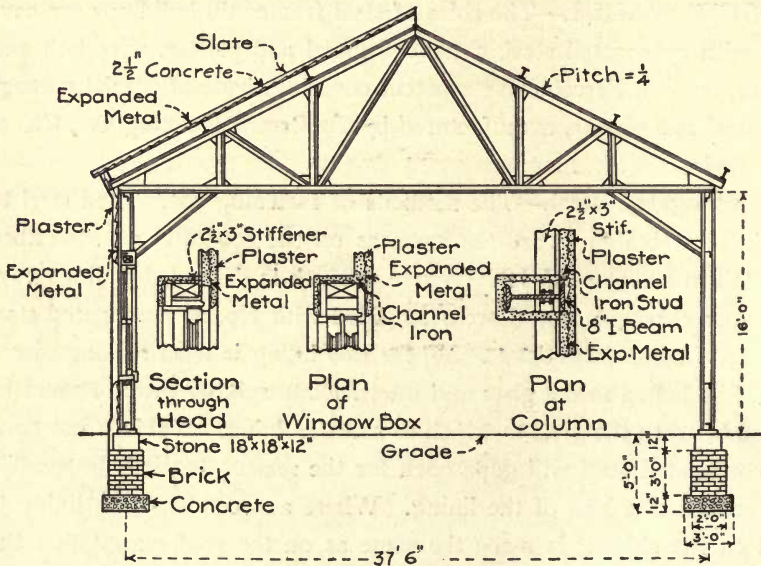 Slate
2½" Concrete
Expanded
Metal
Pitch = ¼
Plaster
Expanded
Metal
2½"×3" Stiffener
Plaster
Expanded
Metal
Plaster
Expanded
Metal
Channel
Iron
2½"×3"
Stif.
Plaster
Channel
Iron Stud
8" I Beam
Exp. Metal
16'-0"
Section
through
Head
Plan
of
Window Box
Plan
at
Column
Stone 18"×18"×12"
Grade
Brick
Concrete
5'-0"
12"
3'-0"
12"
2'-0"
3'-0"
37'6"